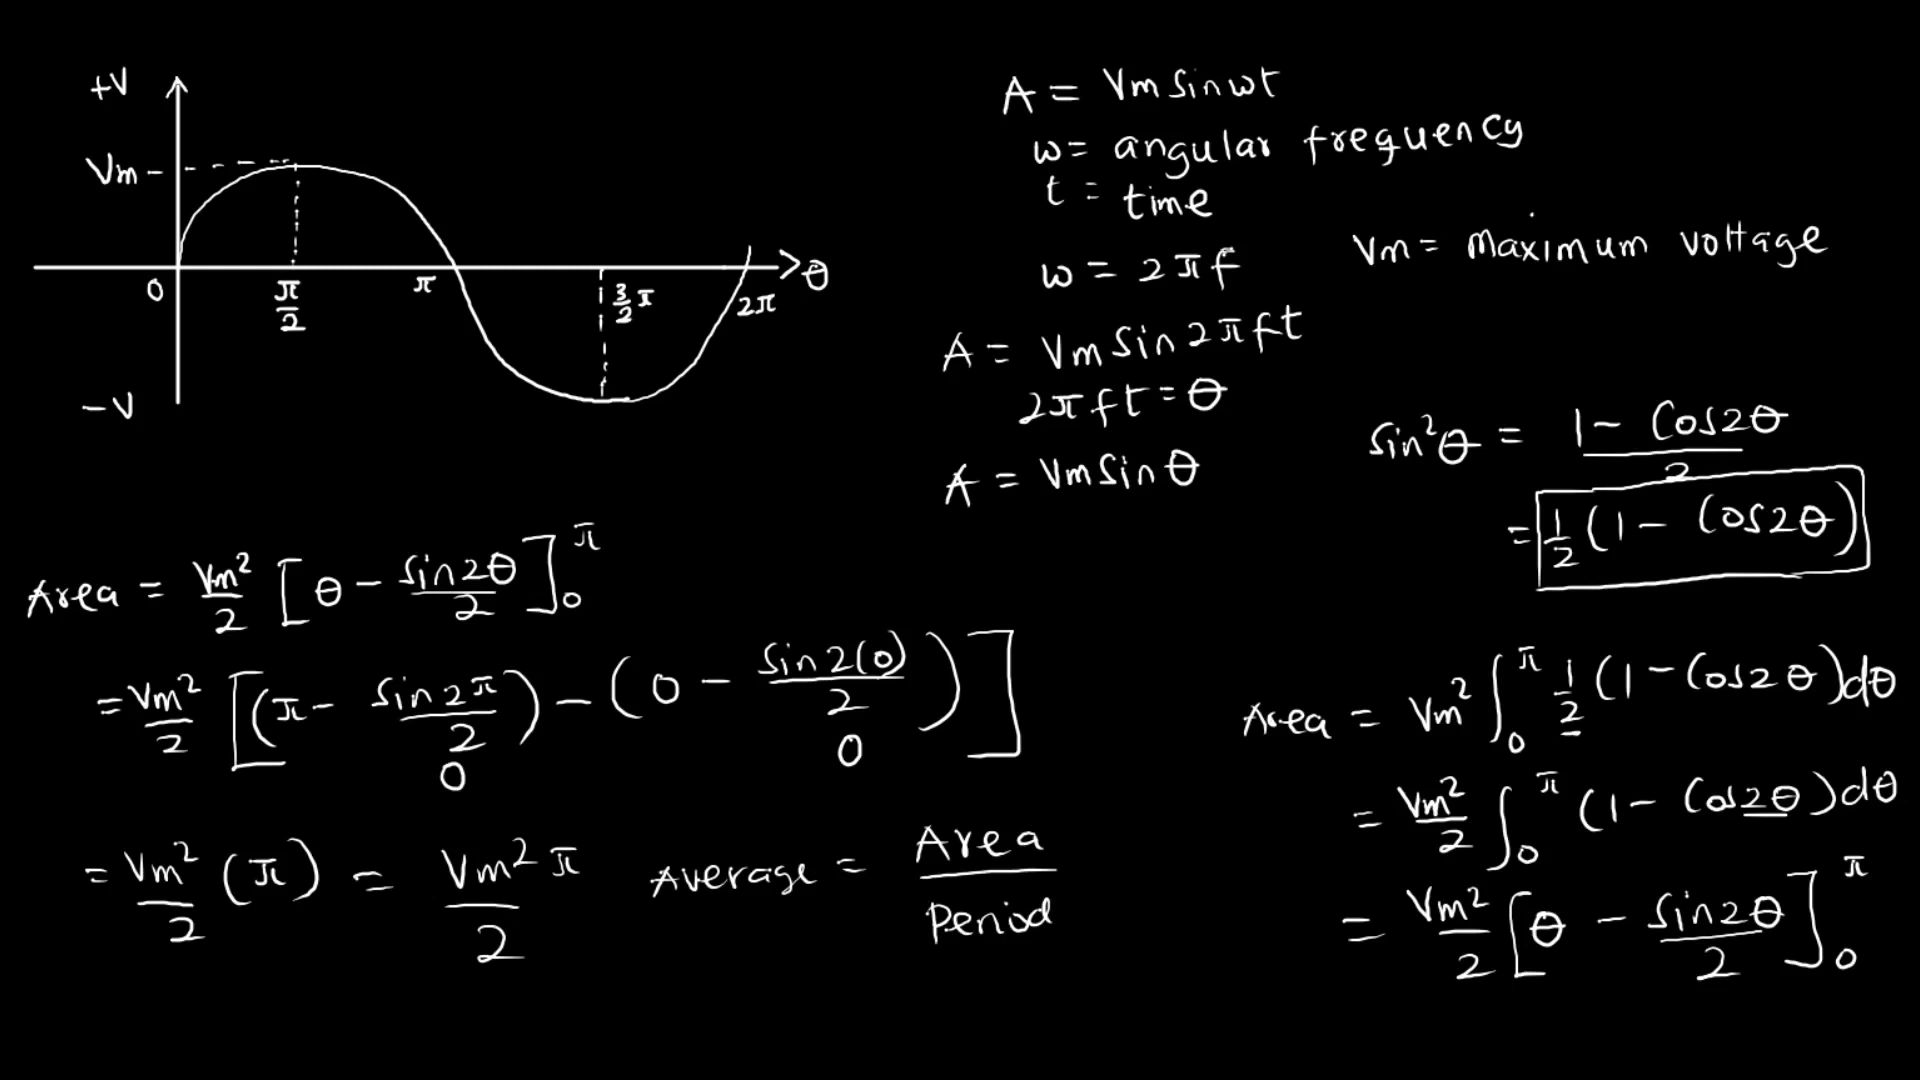 +V
Vm
0 π/2 π 3/2 π 2π θ
-V
A = Vm Sin wt
w = angular frequency
t = time
w = 2πf
Vm = maximum voltage
A = Vm Sin 2πft
2πft = θ
A = Vm Sin θ
Sin²θ = (1 - Cos2θ)/2
= 1/2 (1 - Cos2θ)
Area = Vm² ∫₀^π 1/2 (1 - Cos2θ)dθ
= Vm²/2 ∫₀^π (1 - Cos2θ)dθ
= Vm²/2 [θ - Sin2θ/2]₀^π
Area = Vm²/2 [θ - Sin2θ/2]₀^π
= Vm²/2 [(π - Sin2π/2) - (0 - Sin2(0)/2)]
0 0
= Vm²/2 (π) = Vm²π/2
Average = Area/Period